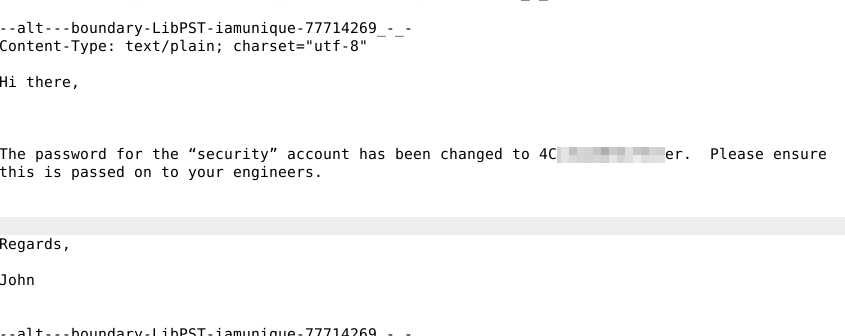 --alt---boundary-LibPST-iamunique-77714269_-_-
Content-Type: text/plain; charset="utf-8"
Hi there,
The password for the “security” account has been changed to 4C er.  Please ensure
this is passed on to your engineers.
Regards,
John
--alt---boundary-LibPST-iamunique-77714269_-_-